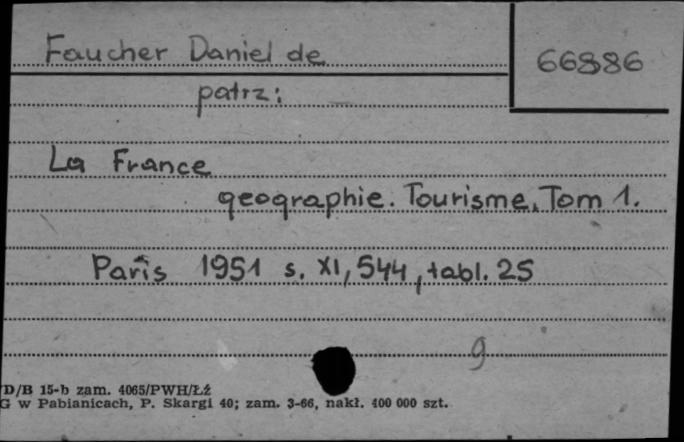 Faucher Daniel de
66886
patrz:
La France
geographie. Tourisme. Tom 1.
Paris 1951 s. XI, 544, tabl. 25
9
D/B 15-b zam. 4065/PWH/ŁŹ
G w Pabianicach, P. Skargi 40; zam. 3-66, nakł. 400 000 szt.